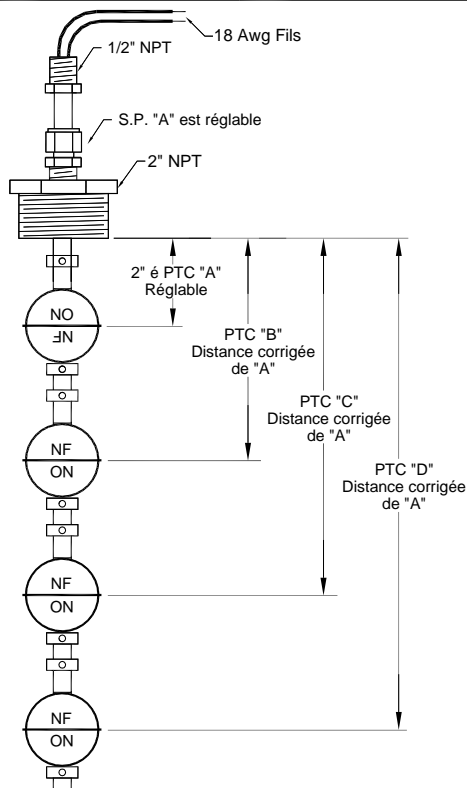 18 Awg Fils
1/2" NPT
S.P. "A" est réglable
2" NPT
2" é PTC "A"
Réglable
NO
NF
PTC "B"
Distance corrigée
de "A"
PTC "C"
Distance corrigée
de "A"
NF
ON
PTC "D"
Distance corrigée
de "A"
NF
ON
NF
ON